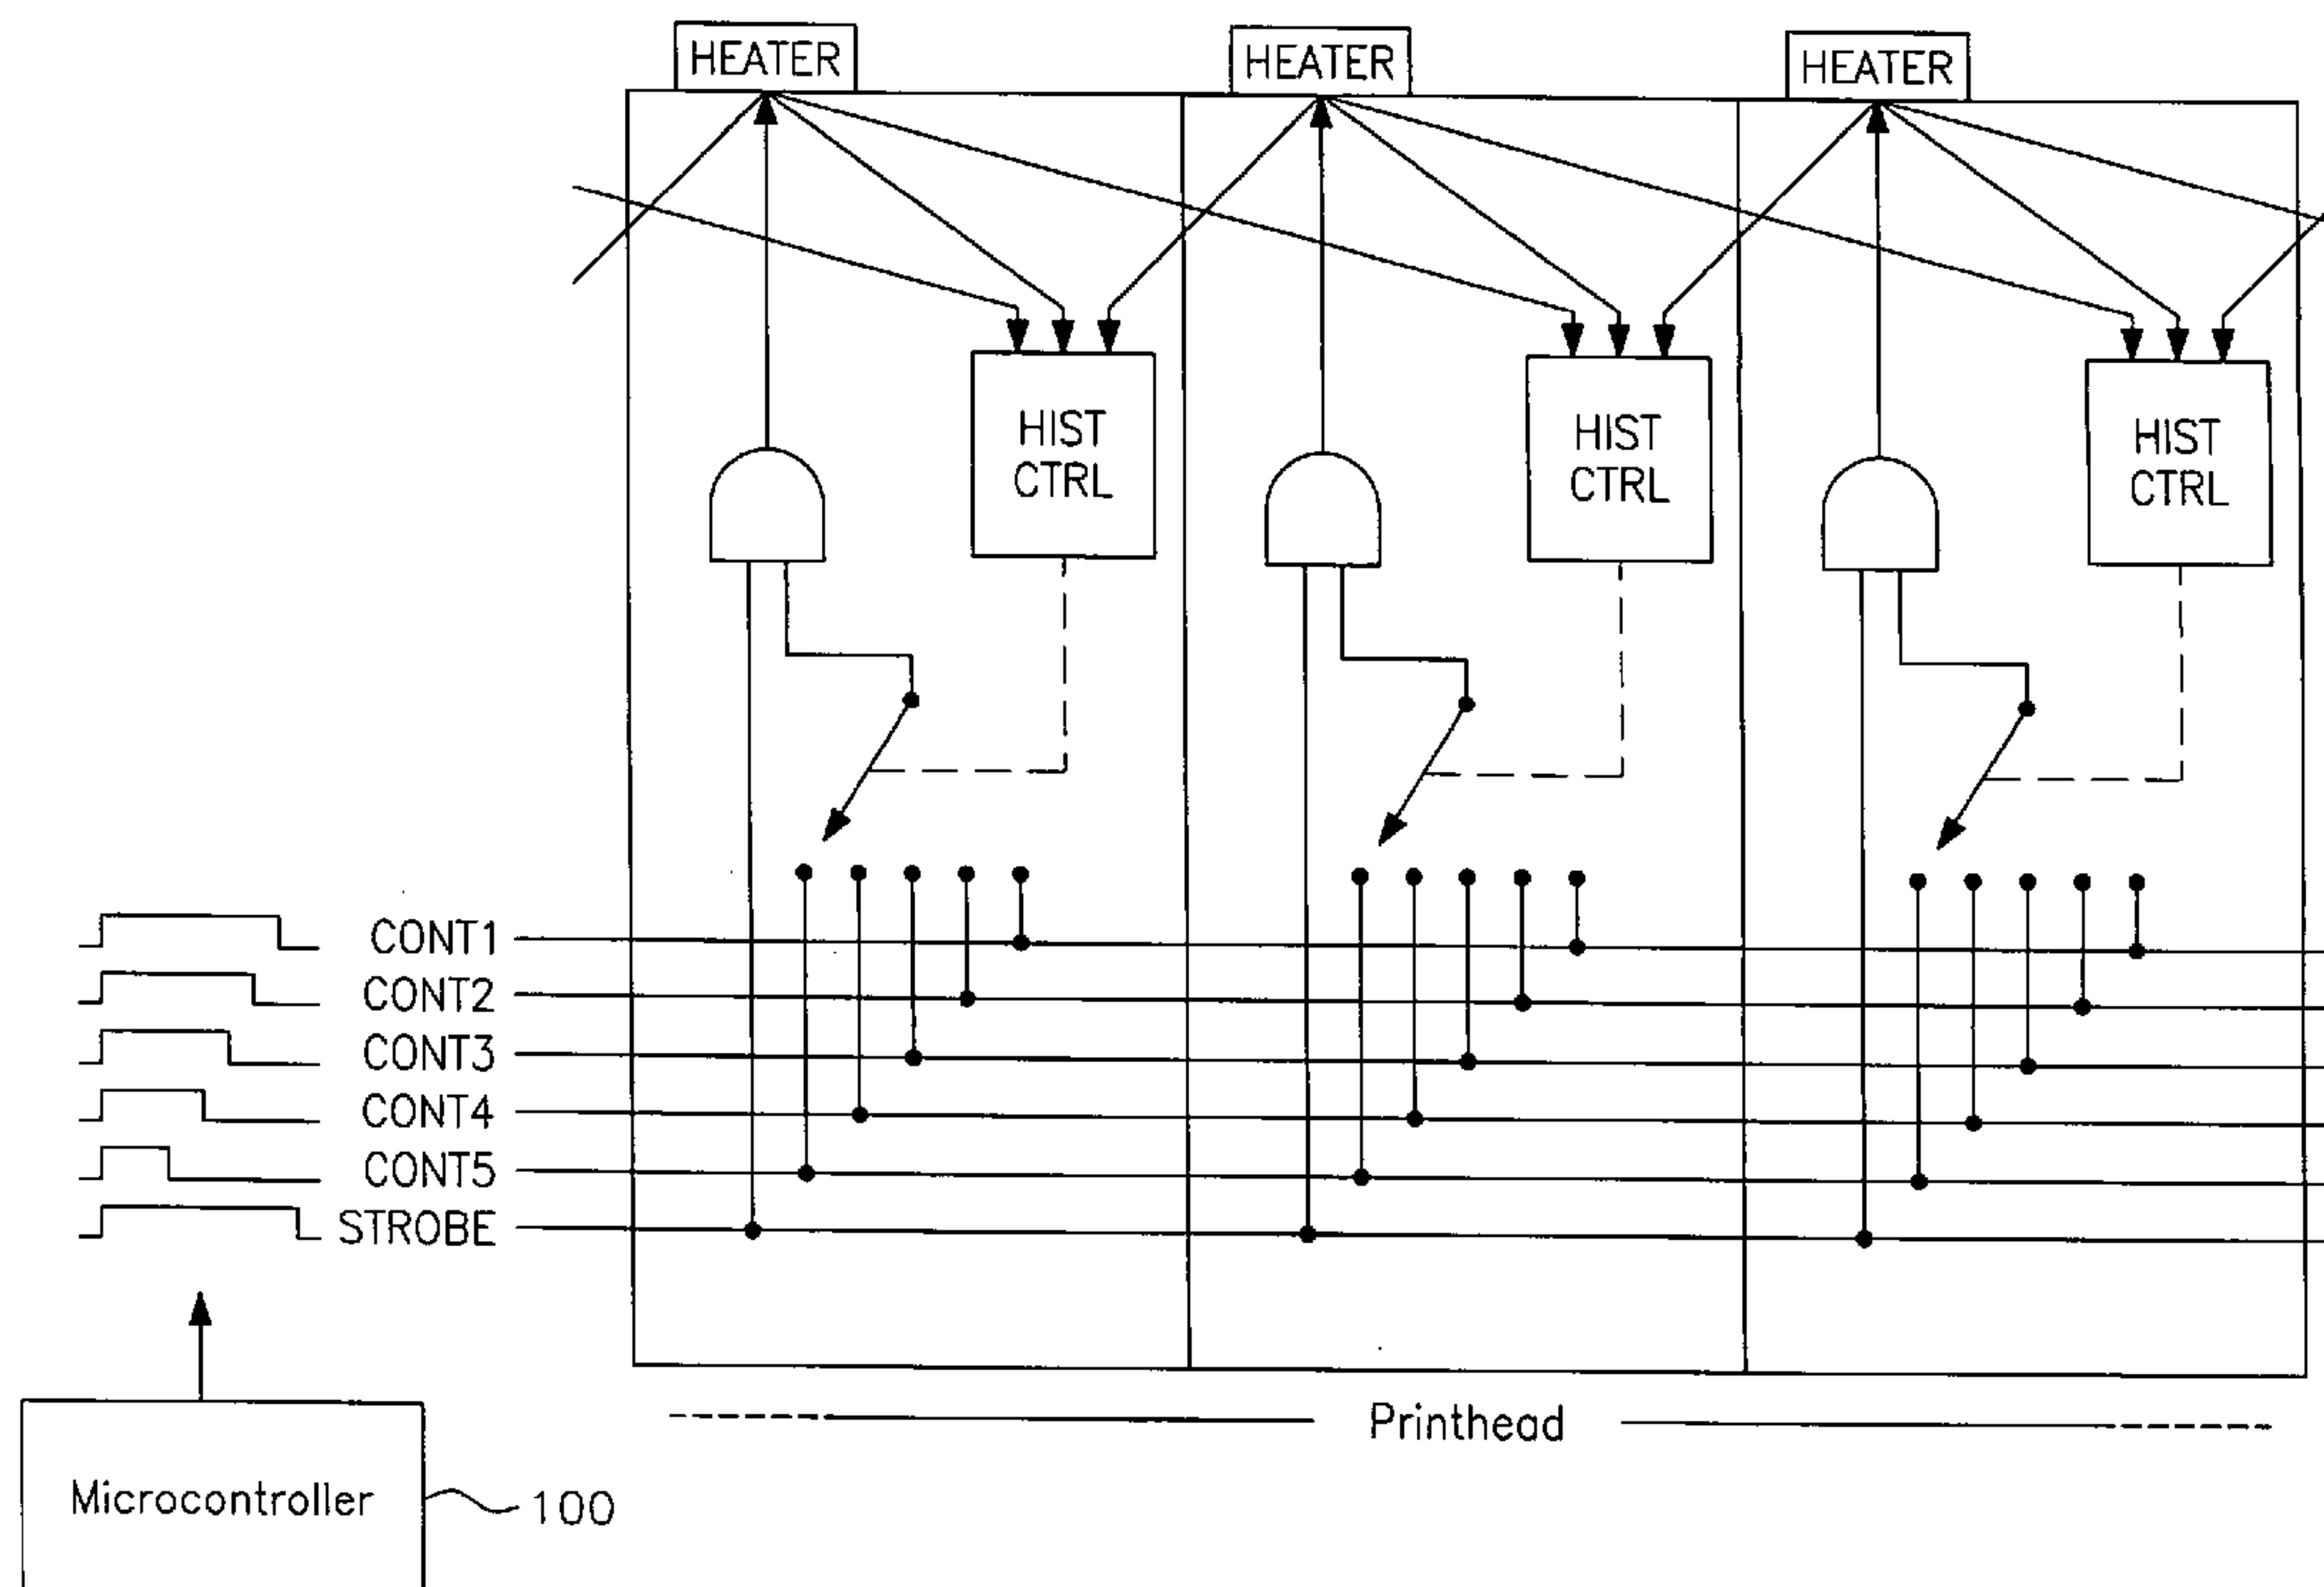 HEATER
HEATER
HEATER
HIST
CTRL
HIST
CTRL
HIST
CTRL
CONT1
CONT2
CONT3
CONT4
CONT5
STROBE
Printhead
Microcontroller
100